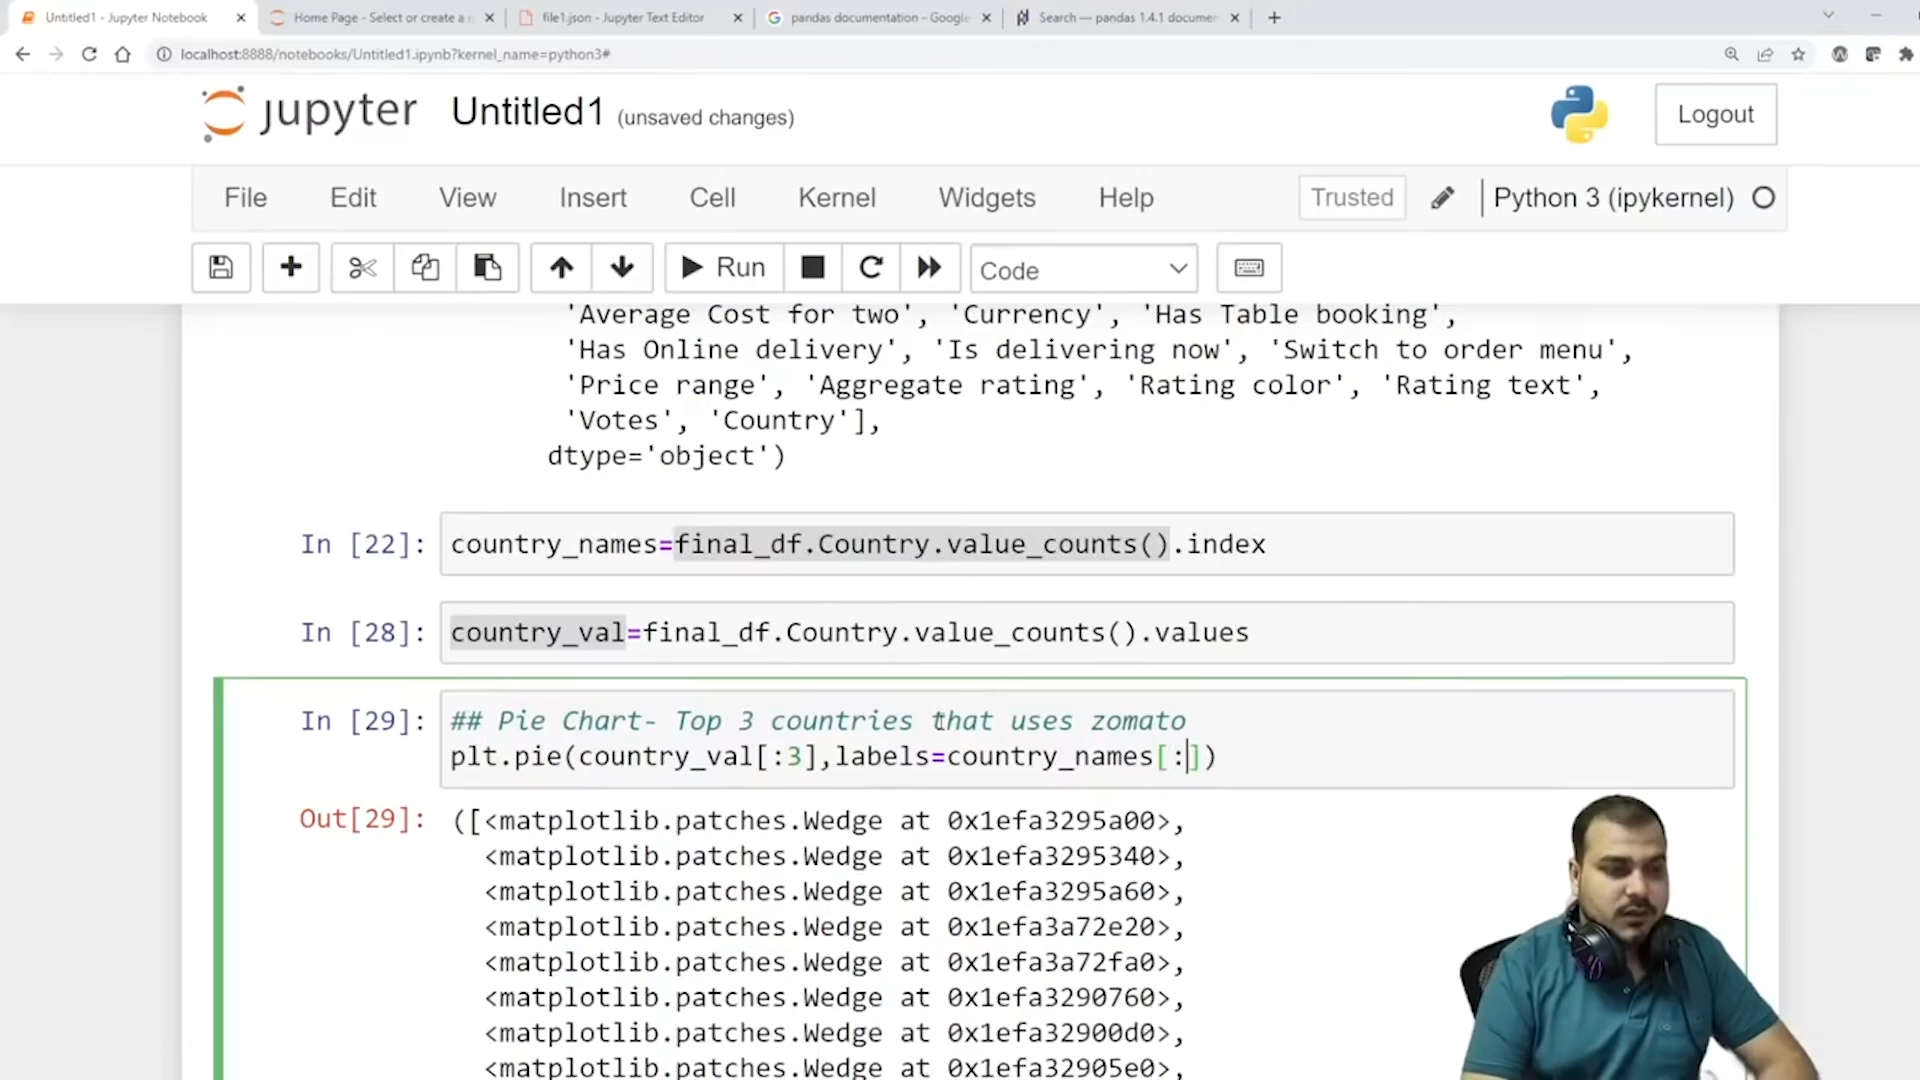 Untitled1 - Jupyter Notebook
Home Page - Select or create a n
file1.json - Jupyter Text Editor
pandas documentation - Google
Search — pandas 1.4.1 documen
localhost:8888/notebooks/Untitled1.ipynb?kernel_name=python3#
jupyter Untitled1 (unsaved changes)
Logout
File Edit View Insert Cell Kernel Widgets Help Trusted Python 3 (ipykernel)
Run Code
'Average Cost for two', 'Currency', 'Has Table booking',
'Has Online delivery', 'Is delivering now', 'Switch to order menu',
'Price range', 'Aggregate rating', 'Rating color', 'Rating text',
'Votes', 'Country'],
dtype='object')
In [22]: country_names=final_df.Country.value_counts().index
In [28]: country_val=final_df.Country.value_counts().values
In [29]: ## Pie Chart- Top 3 countries that uses zomato
plt.pie(country_val[:3],labels=country_names[:])
Out[29]: ([<matplotlib.patches.Wedge at 0x1efa3295a00>,
<matplotlib.patches.Wedge at 0x1efa3295340>,
<matplotlib.patches.Wedge at 0x1efa3295a60>,
<matplotlib.patches.Wedge at 0x1efa3a72e20>,
<matplotlib.patches.Wedge at 0x1efa3a72fa0>,
<matplotlib.patches.Wedge at 0x1efa3290760>,
<matplotlib.patches.Wedge at 0x1efa32900d0>,
<matplotlib.patches.Wedge at 0x1efa32905e0>,